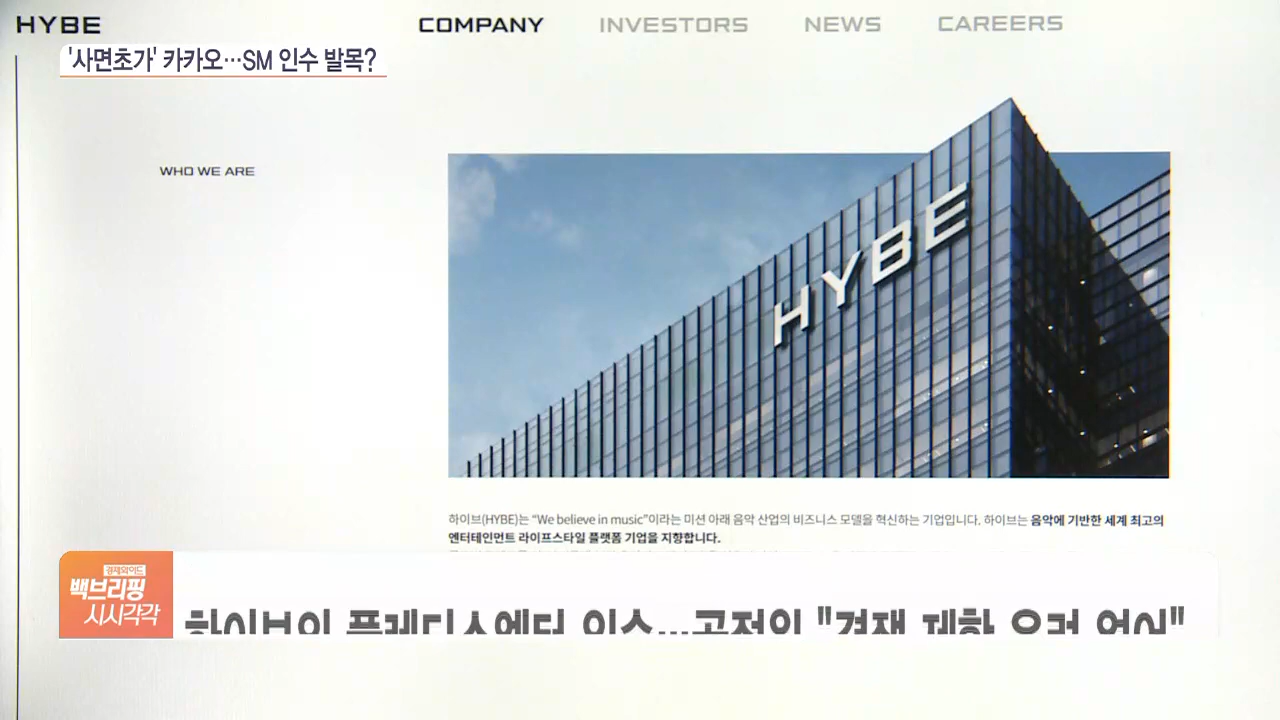 HYBE
COMPANY INVESTORS NEWS CAREERS
'사면초가' 카카오…SM 인수 발목?
WHO WE ARE
HYBE
하이브(HYBE)는 “We believe in music”이라는 미션 아래 음악 산업의 비즈니스 모델을 혁신하는 기업입니다. 하이브는 음악에 기반한 세계 최고의
엔터테인먼트 라이프스타일 플랫폼 기업을 지향합니다.
경제와이드
백브리핑
시시각각